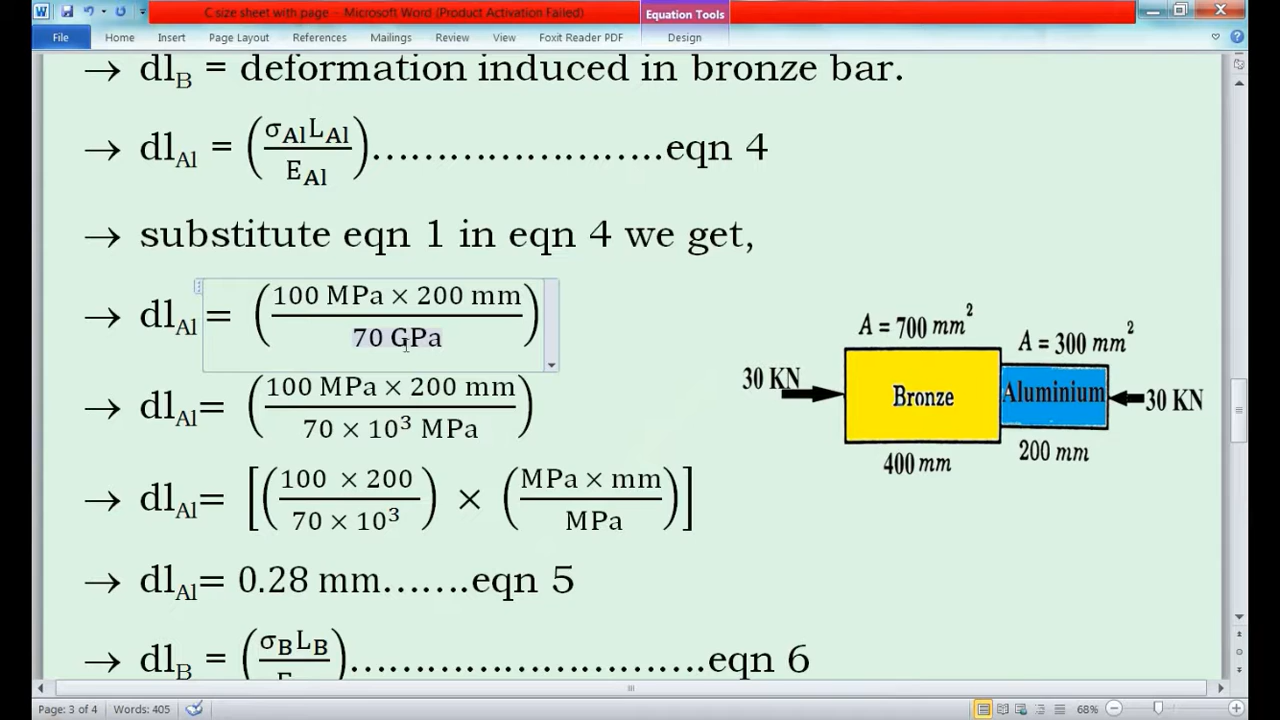 C size sheet with page - Microsoft Word (Product Activation Failed)
Equation Tools
File Home Insert Page Layout References Mailings Review View Foxit Reader PDF Design
→ dl_B = deformation induced in bronze bar.
→ dl_Al = (σ_Al L_Al / E_Al)........................eqn 4
→ substitute eqn 1 in eqn 4 we get,
→ dl_Al = (100 MPa × 200 mm / 70 GPa)
→ dl_Al = (100 MPa × 200 mm / 70 × 10³ MPa)
→ dl_Al = [(100 × 200 / 70 × 10³) × (MPa × mm / MPa)]
→ dl_Al = 0.28 mm.......eqn 5
→ dl_B = (σ_B L_B / E............................eqn 6
A = 700 mm²
A = 300 mm²
30 KN
Bronze
Aluminium
30 KN
400 mm
200 mm
Page: 3 of 4
Words: 405
68%